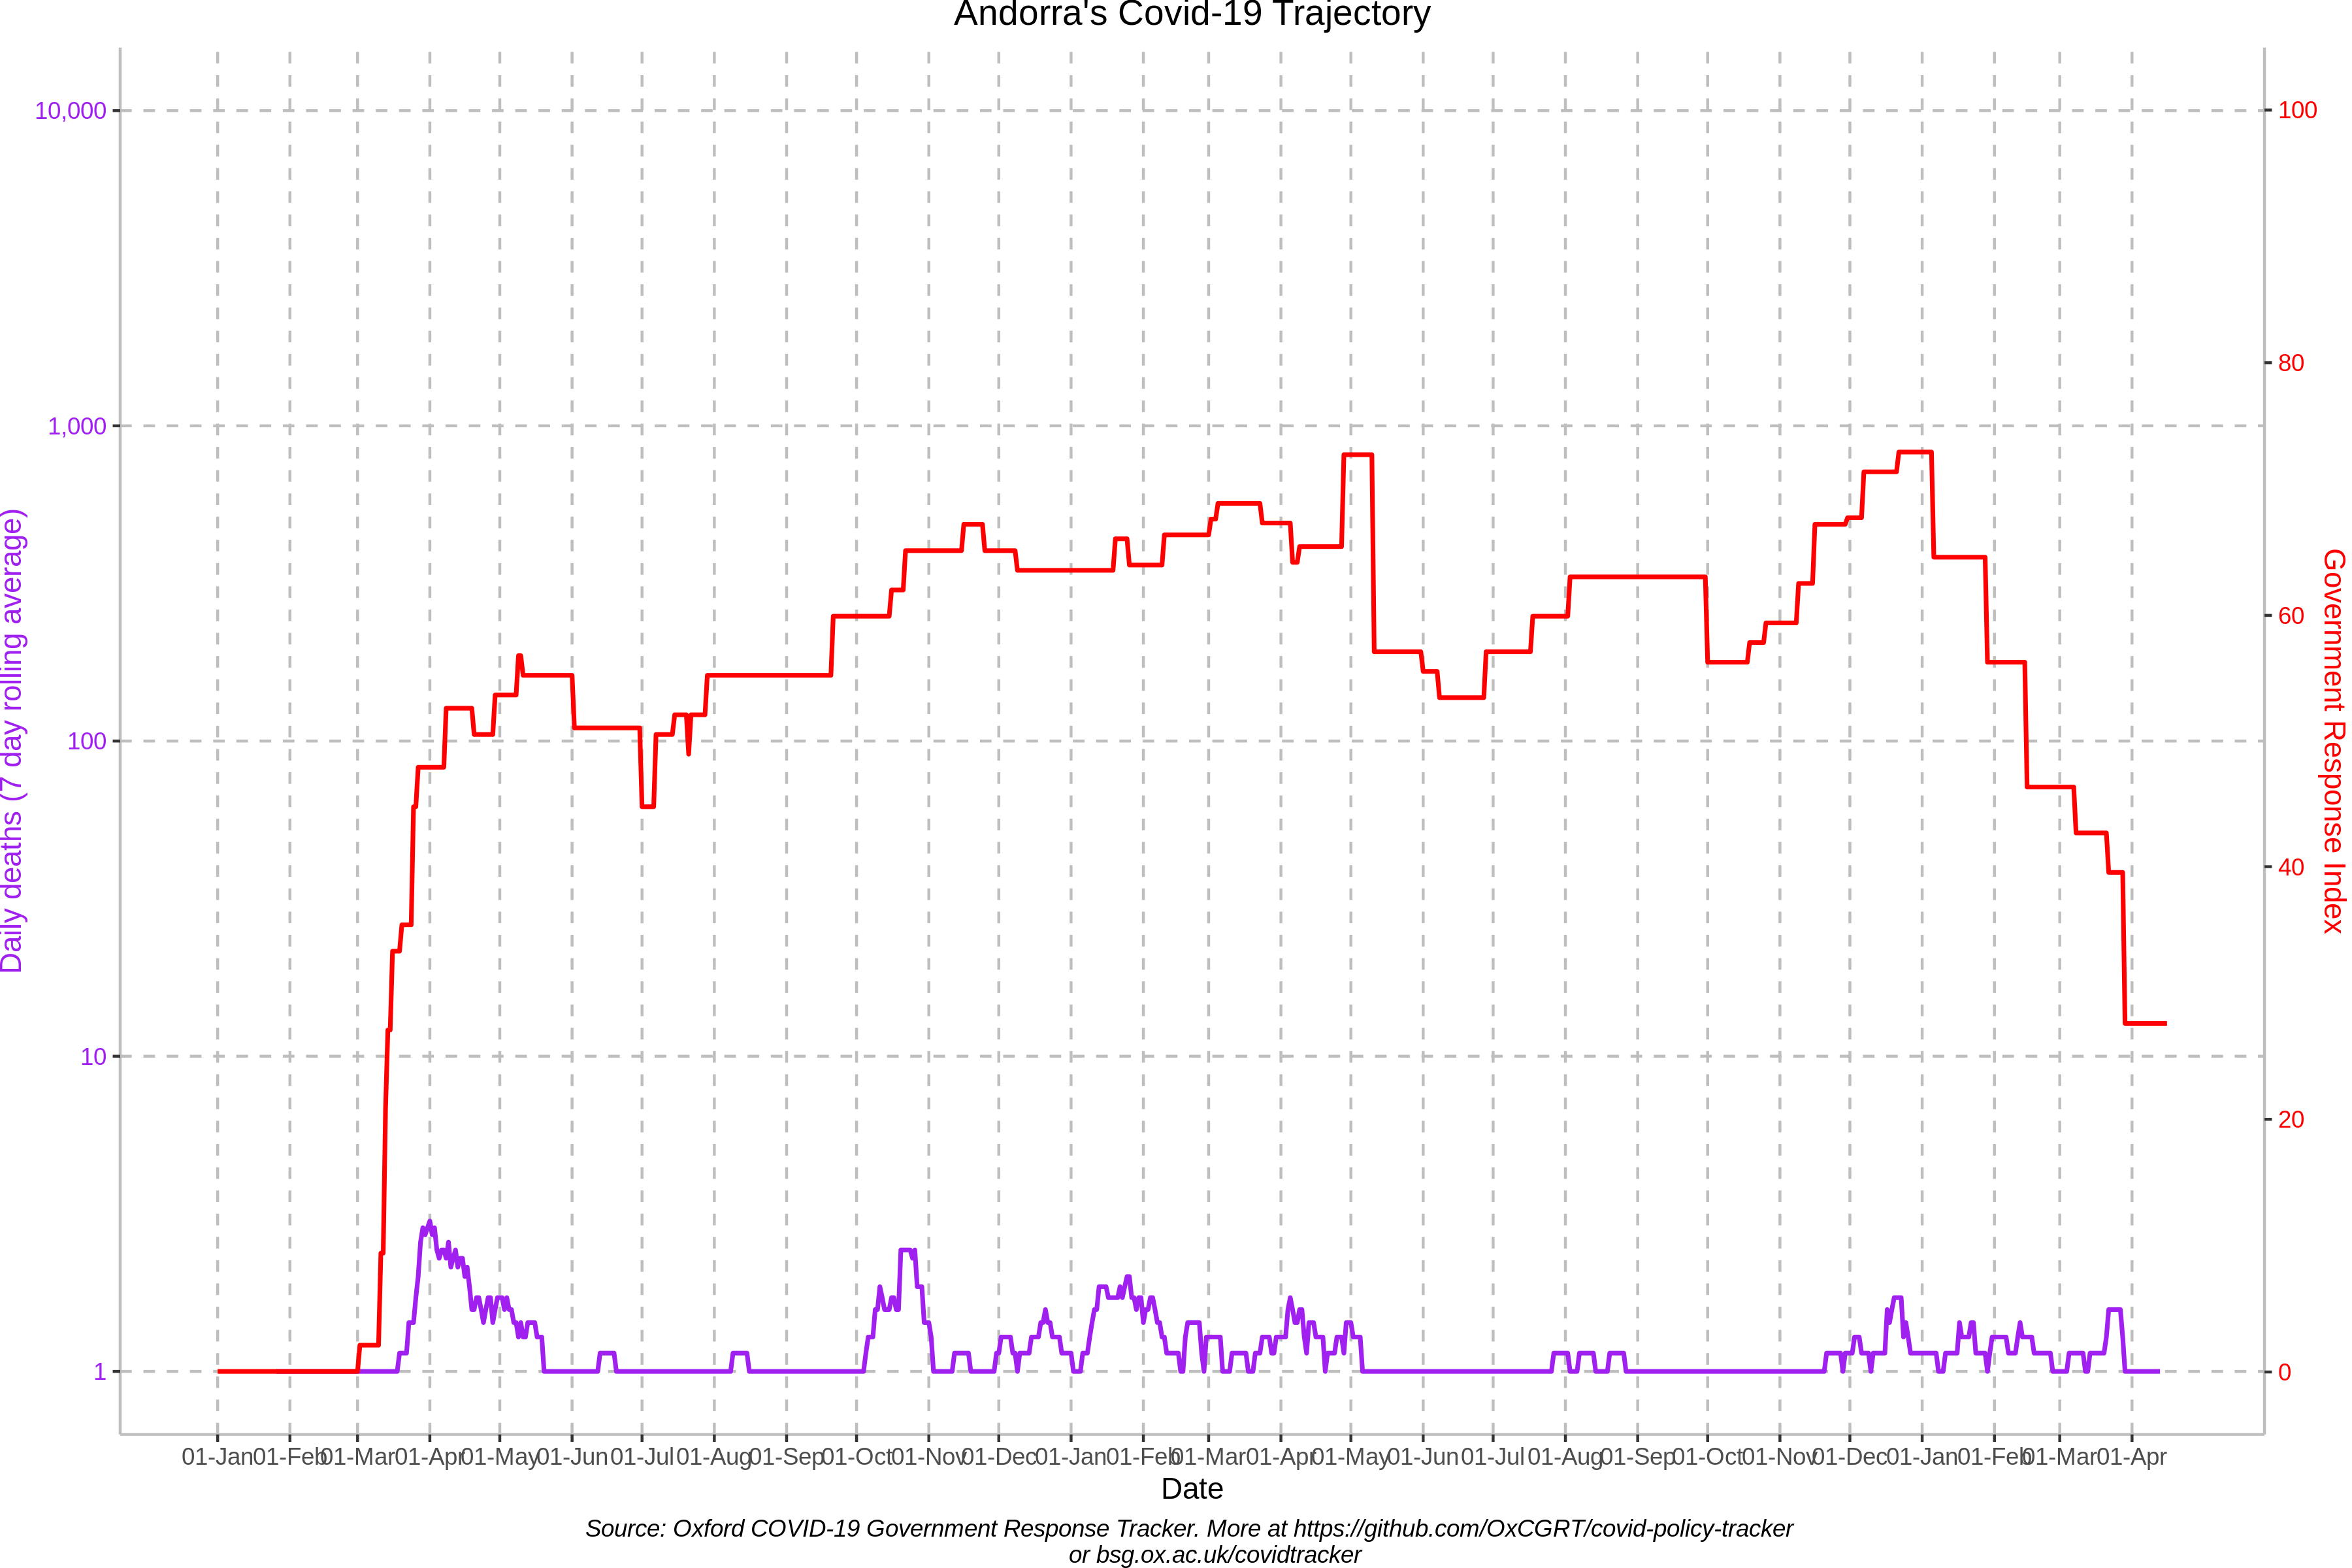 Andorra's Covid-19 Trajectory
10,000
1,000
100
10
1
Daily deaths (7 day rolling average)
100
80
60
40
20
0
Government Response Index
01-Jan 01-Feb 01-Mar 01-Apr 01-May 01-Jun 01-Jul 01-Aug 01-Sep 01-Oct 01-Nov 01-Dec 01-Jan 01-Feb 01-Mar 01-Apr 01-May 01-Jun 01-Jul 01-Aug 01-Sep 01-Oct 01-Nov 01-Dec 01-Jan 01-Feb 01-Mar 01-Apr
Date
Source: Oxford COVID-19 Government Response Tracker. More at https://github.com/OxCGRT/covid-policy-tracker
or bsg.ox.ac.uk/covidtracker